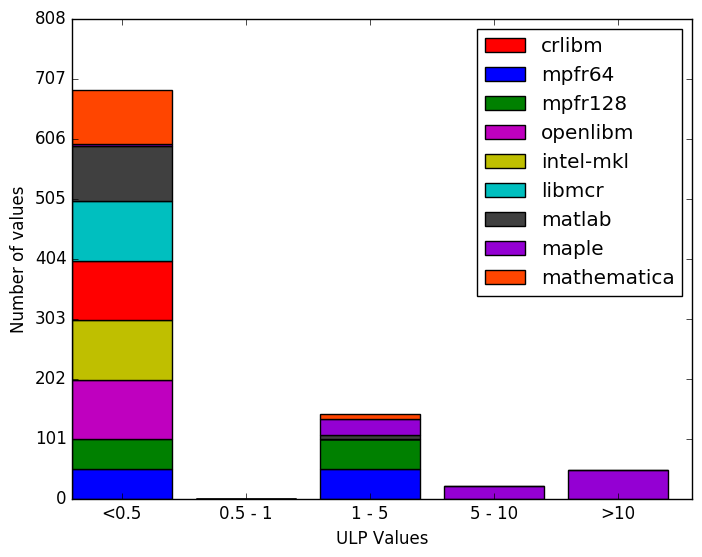 808
707
606
505
404
303
202
101
0
Number of values
crlibm
mpfr64
mpfr128
openlibm
intel-mkl
libmcr
matlab
maple
mathematica
<0.5
0.5 - 1
1 - 5
5 - 10
>10
ULP Values